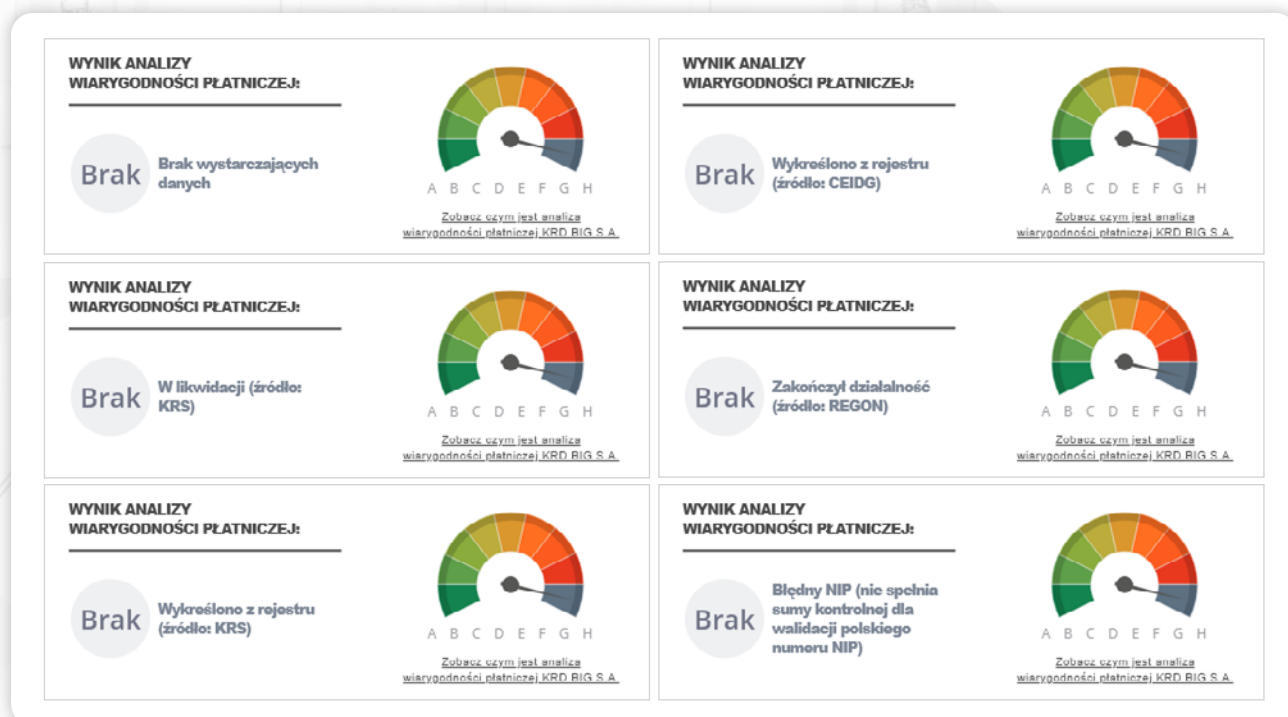 WYNIK ANALIZY
WIARYGODNOŚCI PŁATNICZEJ:
Brak
Brak wystarczających
danych
A B C D E F G H
Zobacz czym jest analiza
wiarygodności płatniczej KRD BIG S.A.
WYNIK ANALIZY
WIARYGODNOŚCI PŁATNICZEJ:
Brak
Wykreślono z rejestru
(źródło: CEIDG)
A B C D E F G H
Zobacz czym jest analiza
wiarygodności płatniczej KRD BIG S.A.
WYNIK ANALIZY
WIARYGODNOŚCI PŁATNICZEJ:
Brak
W likwidacji (źródło:
KRS)
A B C D E F G H
Zobacz czym jest analiza
wiarygodności płatniczej KRD BIG S.A.
WYNIK ANALIZY
WIARYGODNOŚCI PŁATNICZEJ:
Brak
Zakończył działalność
(źródło: REGON)
A B C D E F G H
Zobacz czym jest analiza
wiarygodności płatniczej KRD BIG S.A.
WYNIK ANALIZY
WIARYGODNOŚCI PŁATNICZEJ:
Brak
Wykreślono z rejestru
(źródło: KRS)
A B C D E F G H
Zobacz czym jest analiza
wiarygodności płatniczej KRD BIG S.A.
WYNIK ANALIZY
WIARYGODNOŚCI PŁATNICZEJ:
Brak
Błędny NIP (nie spełnia
sumy kontrolnej dla
walidacji polskiego
numeru NIP)
A B C D E F G H
Zobacz czym jest analiza
wiarygodności płatniczej KRD BIG S.A.